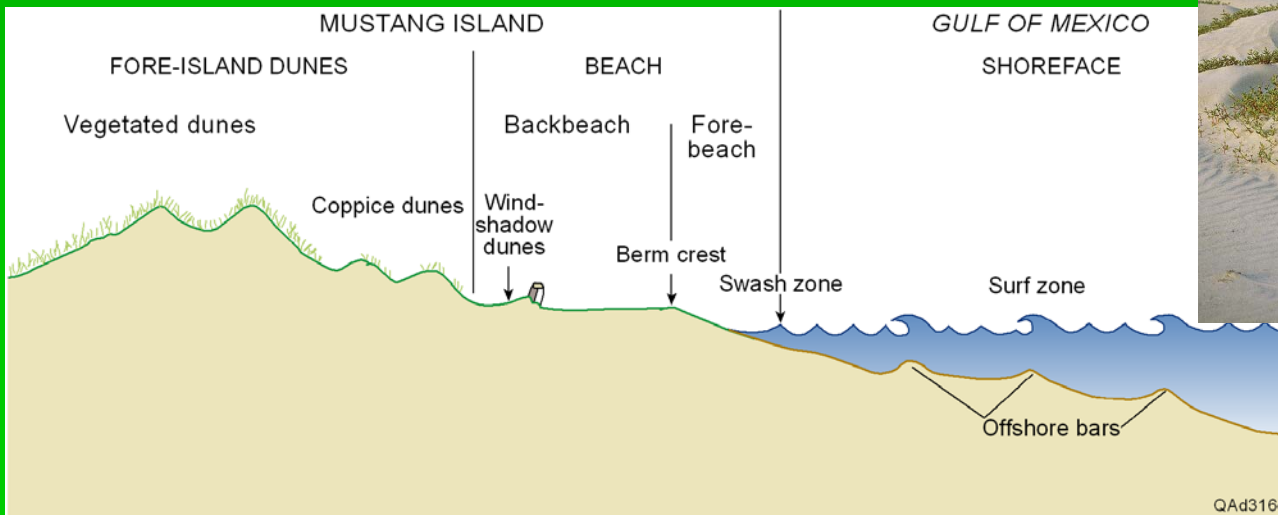 MUSTANG ISLAND
GULF OF MEXICO
FORE-ISLAND DUNES
BEACH
SHOREFACE
Vegetated dunes
Backbeach
Fore-
beach
Coppice dunes
Wind-
shadow
dunes
Berm crest
Swash zone
Surf zone
Offshore bars
QAd316